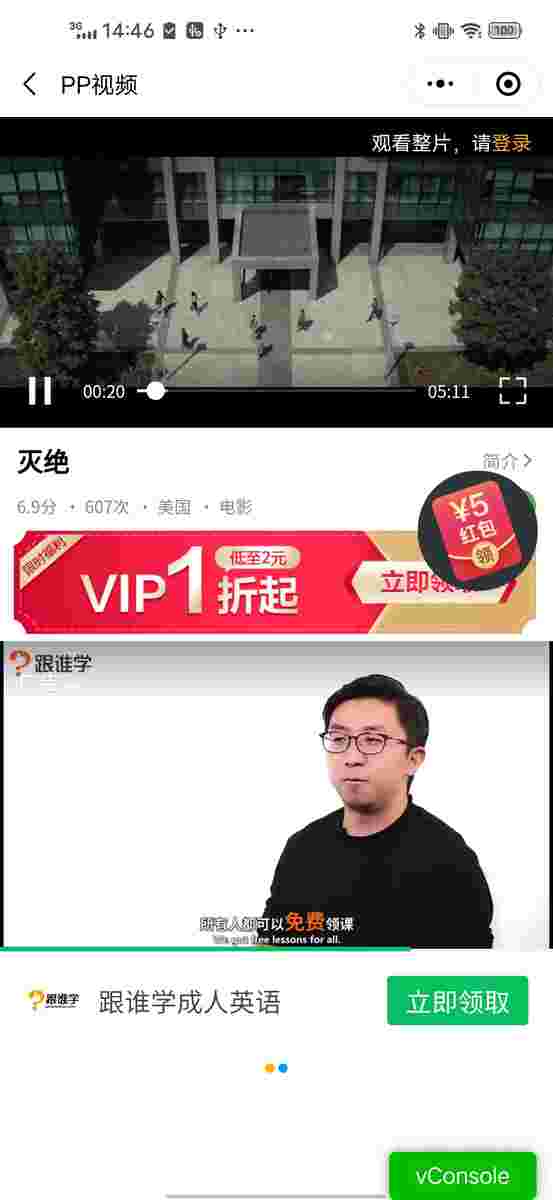 3G 14:46 100
PP视频
观看整片，请登录
00:20
05:11
灭绝
简介
6.9分 · 607次 · 美国 · 电影
¥5
红包
领
限时福利
VIP1折起
低至2元
立即领取
跟谁学
所有人都可以免费领课
We got free lessons for all.
跟谁学
跟谁学成人英语
立即领取
vConsole